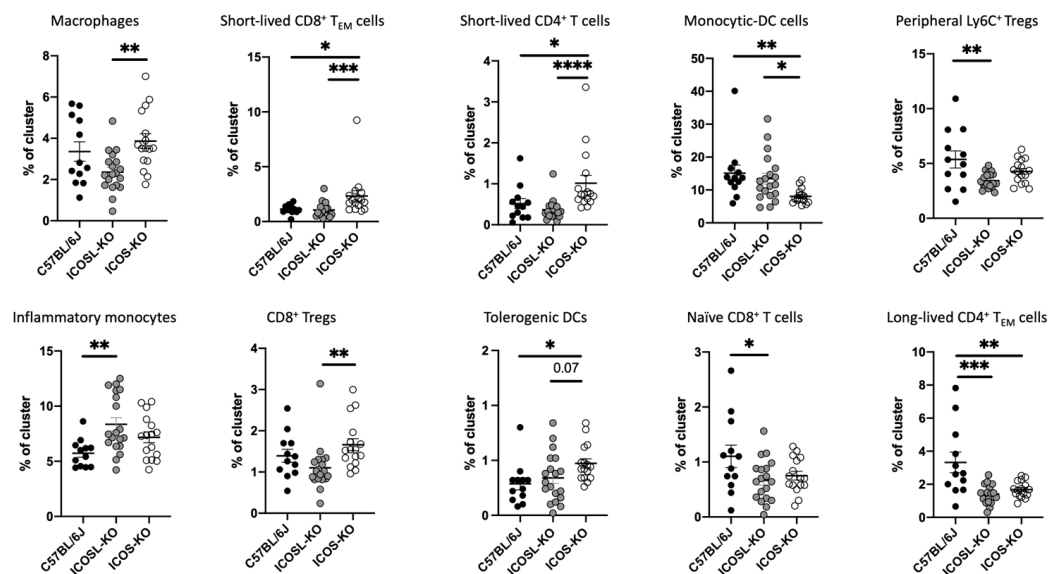 Macrophages
**
% of cluster
8
6
4
2
0
C57BL/6J
ICOSL-KO
ICOS-KO
Short-lived CD8⁺ T_EM cells
*
***
% of cluster
15
10
5
0
C57BL/6J
ICOSL-KO
ICOS-KO
Short-lived CD4⁺ T cells
*
****
% of cluster
4
3
2
1
0
C57BL/6J
ICOSL-KO
ICOS-KO
Monocytic-DC cells
**
*
% of cluster
50
40
30
20
10
0
C57BL/6J
ICOSL-KO
ICOS-KO
Peripheral Ly6C⁺ Tregs
**
% of cluster
15
10
5
0
C57BL/6J
ICOSL-KO
ICOS-KO
Inflammatory monocytes
**
% of cluster
15
10
5
0
C57BL/6J
ICOSL-KO
ICOS-KO
CD8⁺ Tregs
**
% of cluster
4
3
2
1
0
C57BL/6J
ICOSL-KO
ICOS-KO
Tolerogenic DCs
*
0.07
% of cluster
2
1
1
0
C57BL/6J
ICOSL-KO
ICOS-KO
Naïve CD8⁺ T cells
*
% of cluster
3
2
1
0
C57BL/6J
ICOSL-KO
ICOS-KO
Long-lived CD4⁺ T_EM cells
**
***
% of cluster
10
8
6
4
2
0
C57BL/6J
ICOSL-KO
ICOS-KO